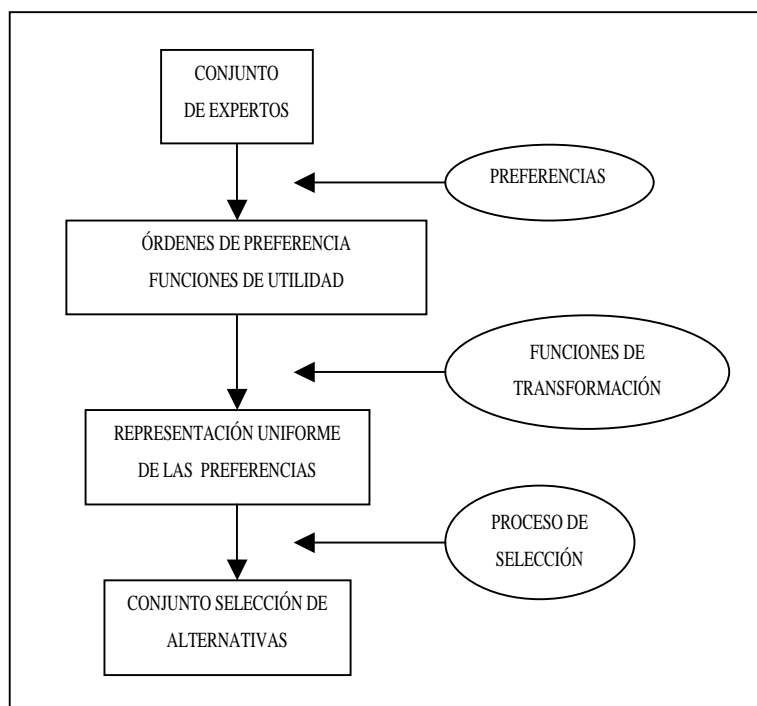 CONJUNTO
DE EXPERTOS
PREFERENCIAS
ÓRDENES DE PREFERENCIA
FUNCIONES DE UTILIDAD
FUNCIONES DE
TRANSFORMACIÓN
REPRESENTACIÓN UNIFORME
DE LAS PREFERENCIAS
PROCESO DE
SELECCIÓN
CONJUNTO SELECCIÓN DE
ALTERNATIVAS